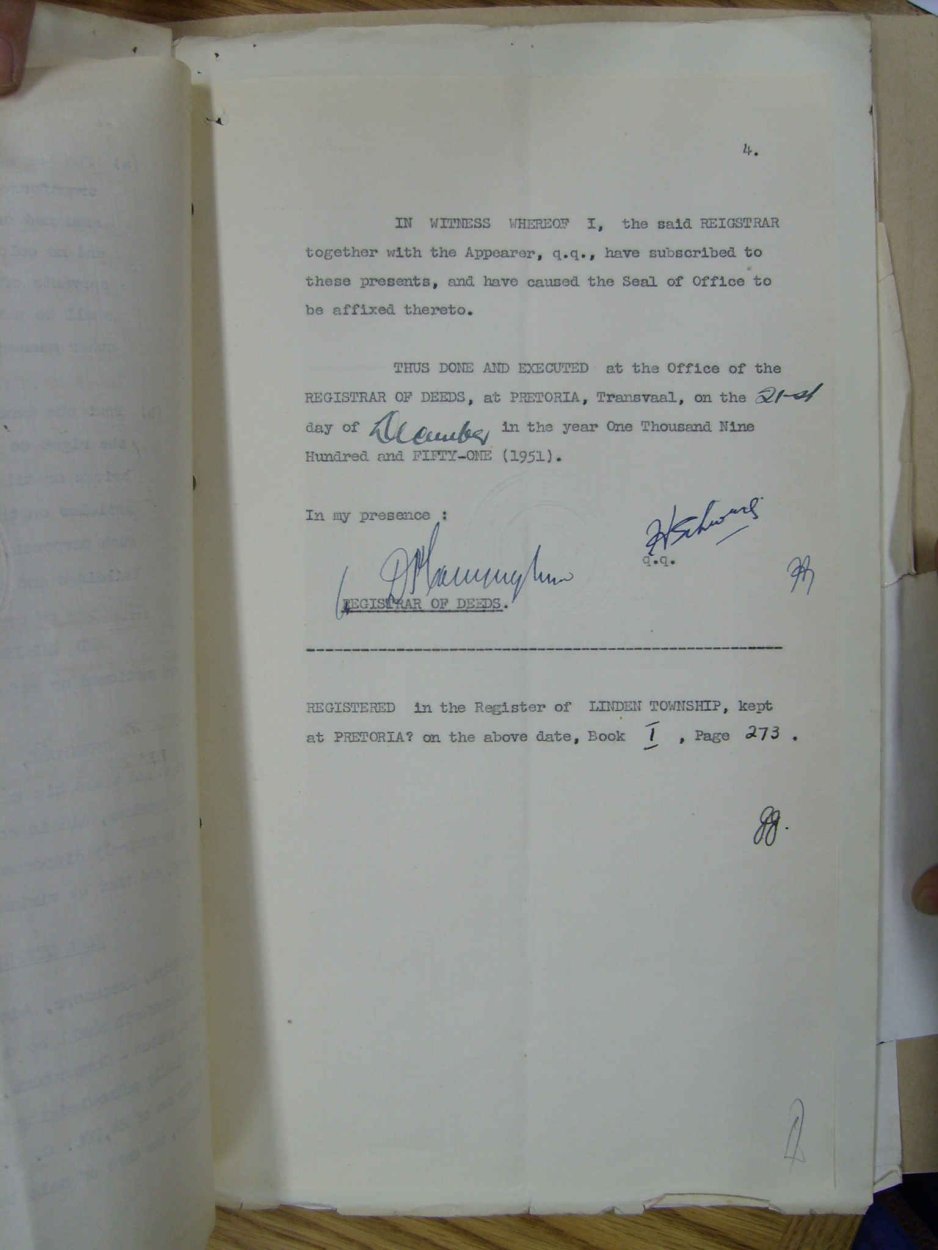 4.
IN WITNESS WHEREOF I, the said REIGSTRAR
together with the Appearer, q.q., have subscribed to
these presents, and have caused the Seal of Office to
be affixed thereto.
THUS DONE AND EXECUTED at the Office of the
REGISTRAR OF DEEDS, at PRETORIA, Transvaal, on the 21st
day of December in the year One Thousand Nine
Hundred and FIFTY-ONE (1951).
In my presence :
q.q.
REGISTRAR OF DEEDS.
REGISTERED in the Register of LINDEN TOWNSHIP, kept
at PRETORIA? on the above date, Book I , Page 273 .